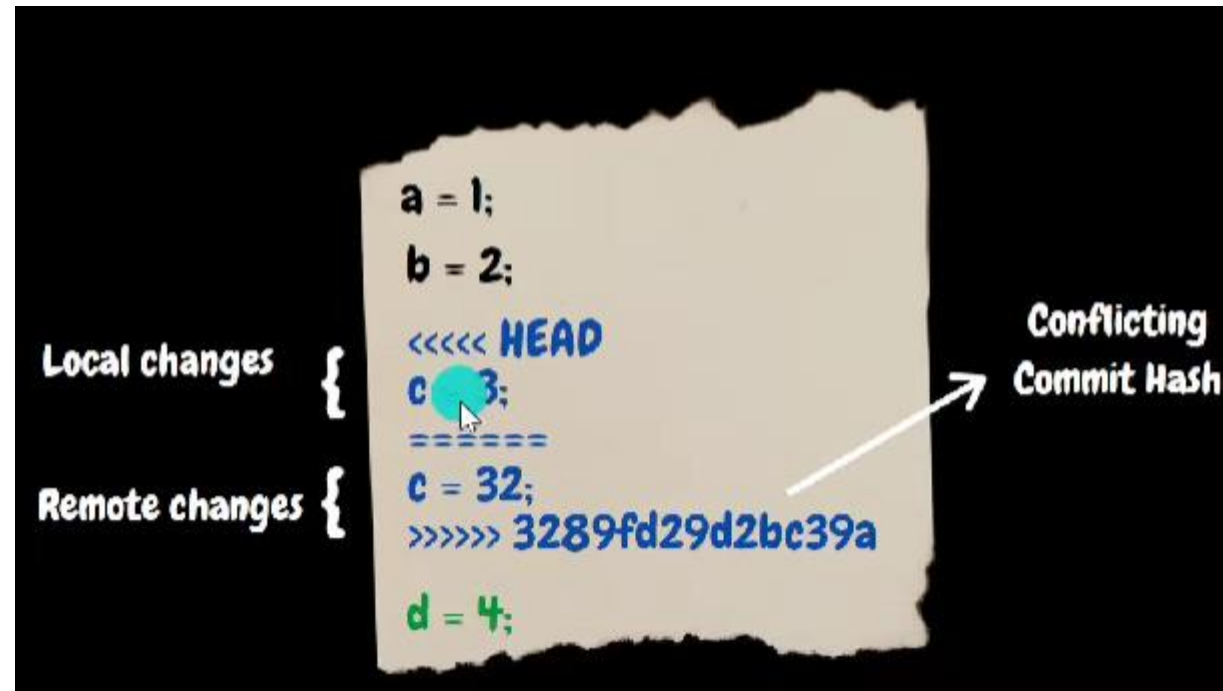 a = 1;
b = 2;
Local changes {
<<<<< HEAD
c = 3;
======
Remote changes {
c = 32;
>>>>>> 3289fd29d2bc39a
d = 4;
Conflicting
Commit Hash